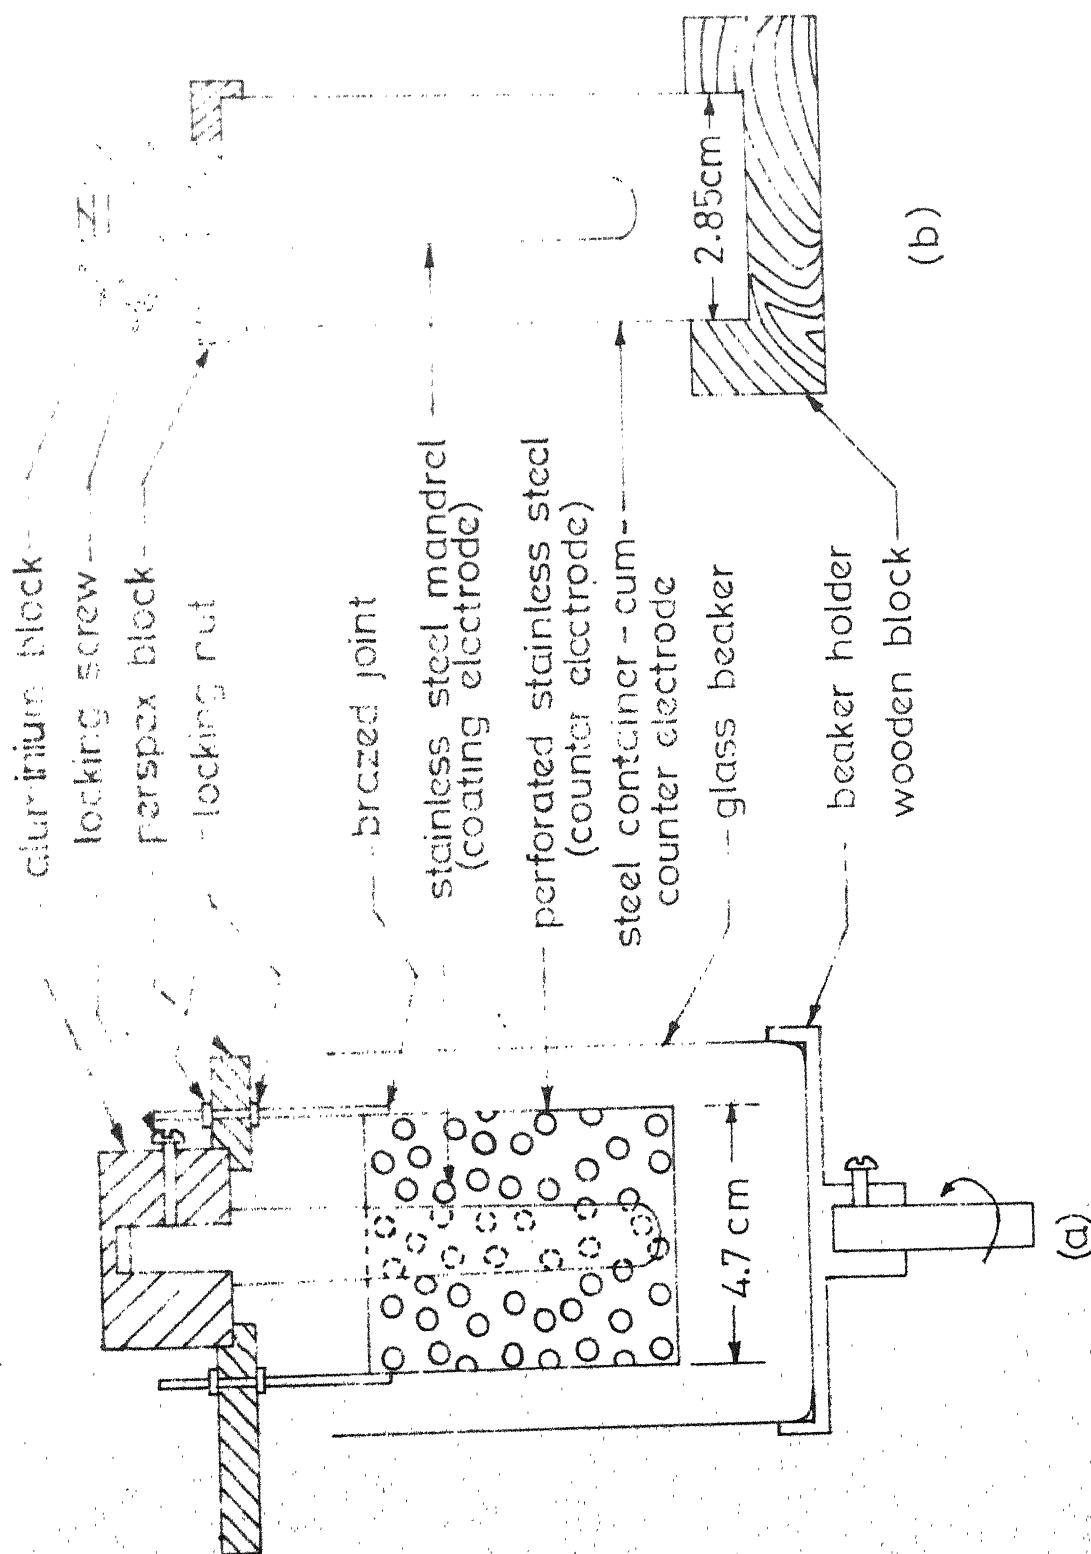 aluminium block
locking screw
perspex block
locking nut
brazed joint
stainless steel mandrel
(coating electrode)
perforated stainless steel
(counter electrode)
steel container-cum-
counter electrode
glass beaker
beaker holder
wooden block
4.7 cm
2.85cm
(a)
(b)